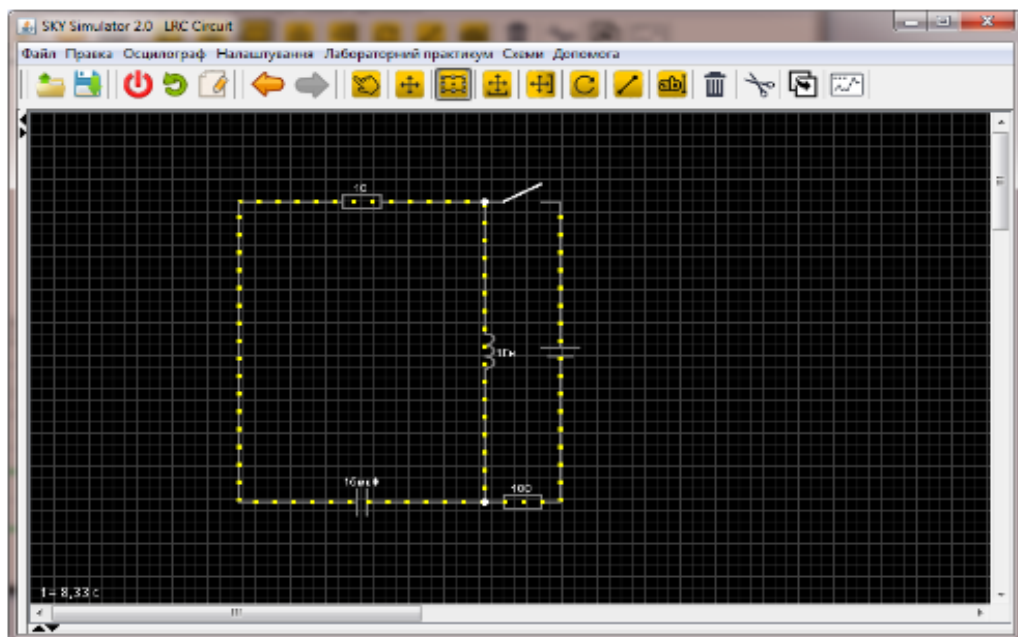 SKY Simulator 2.0 LRC Circuit
Файл Правка Осцилограф Налаштування Лабораторний практикум Схеми Допомога
10
1Гн
16мкФ
100
t = 8,33 с